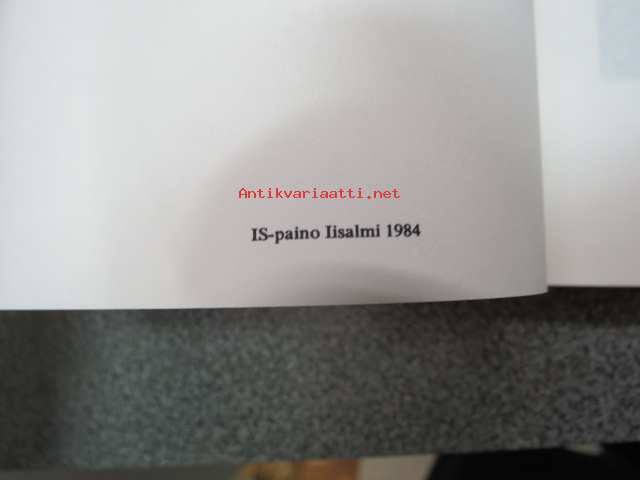 Antikvariaatti.net
IS-paino Iisalmi 1984